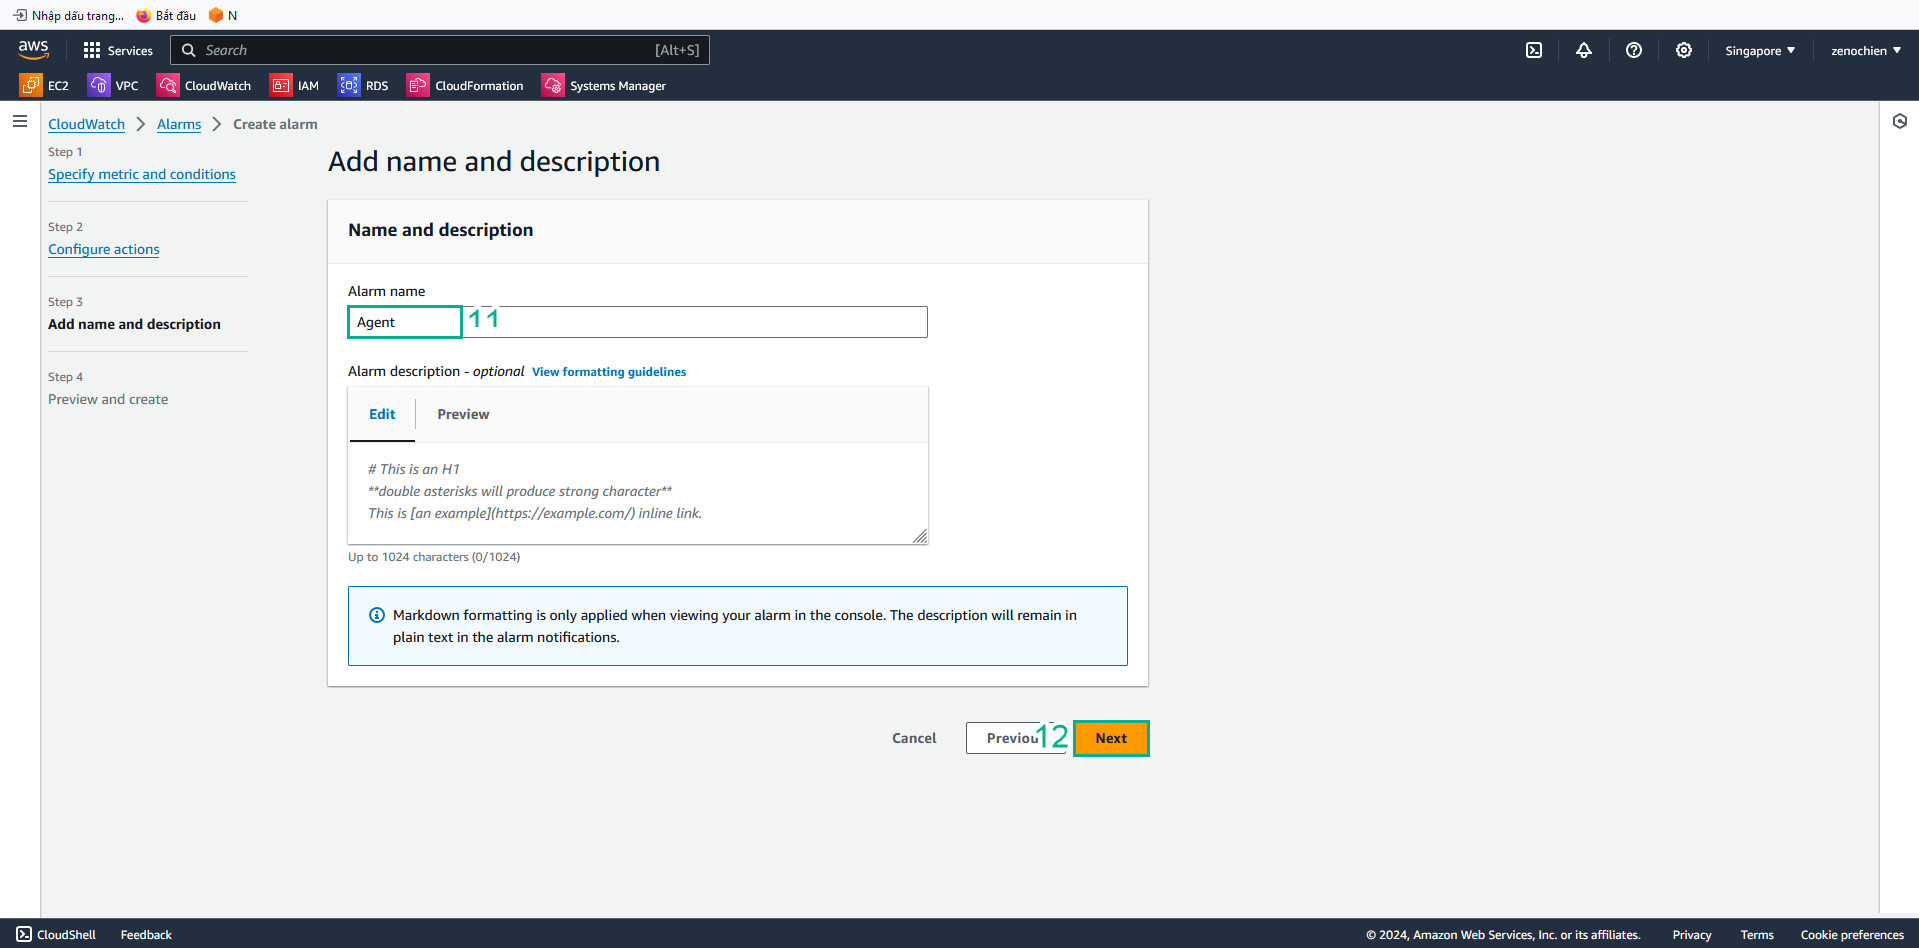 Nhập dấu trang... Bắt đầu N
aws Services Search [Alt+S] Singapore zenochien
EC2 VPC CloudWatch IAM RDS CloudFormation Systems Manager
CloudWatch Alarms Create alarm
Step 1
Specify metric and conditions
Step 2
Configure actions
Step 3
Add name and description
Step 4
Preview and create
Add name and description
Name and description
Alarm name
Agent 11
Alarm description - optional View formatting guidelines
Edit Preview
# This is an H1
**double asterisks will produce strong character**
This is [an example](https://example.com/) inline link.
Up to 1024 characters (0/1024)
Markdown formatting is only applied when viewing your alarm in the console. The description will remain in
plain text in the alarm notifications.
Cancel Previou 12 Next
CloudShell Feedback © 2024, Amazon Web Services, Inc. or its affiliates. Privacy Terms Cookie preferences